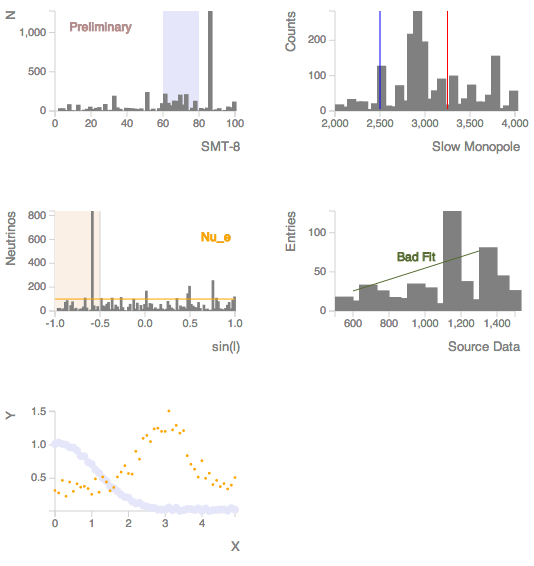 N
1,000
500
0
Preliminary
0 20 40 60 80 100
SMT-8
Counts
200
100
0
2,000 2,500 3,000 3,500 4,000
Slow Monopole
Neutrinos
800
600
400
200
0
Nu_e
-1.0 -0.5 0.0 0.5 1.0
sin(l)
Entries
100
50
0
Bad Fit
600 800 1,000 1,200 1,400
Source Data
Y
1.5
1.0
0.5
0 1 2 3 4
X